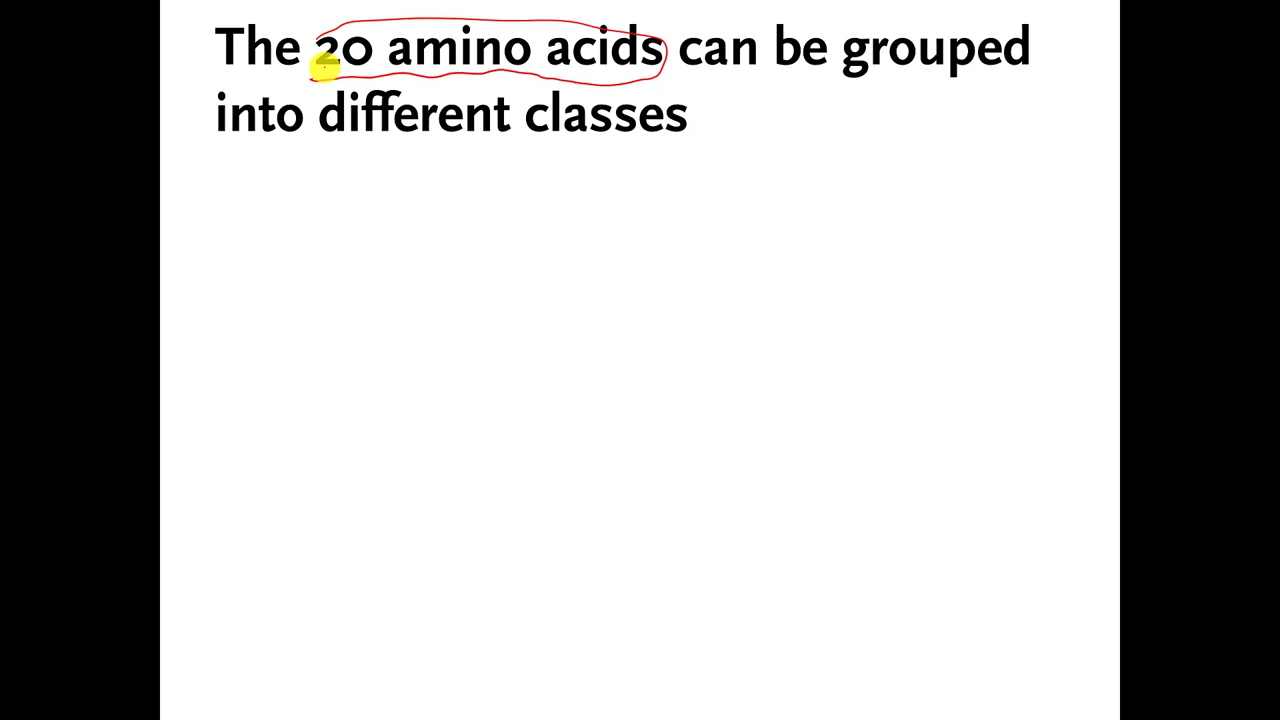 The 20 amino acids can be grouped
into different classes